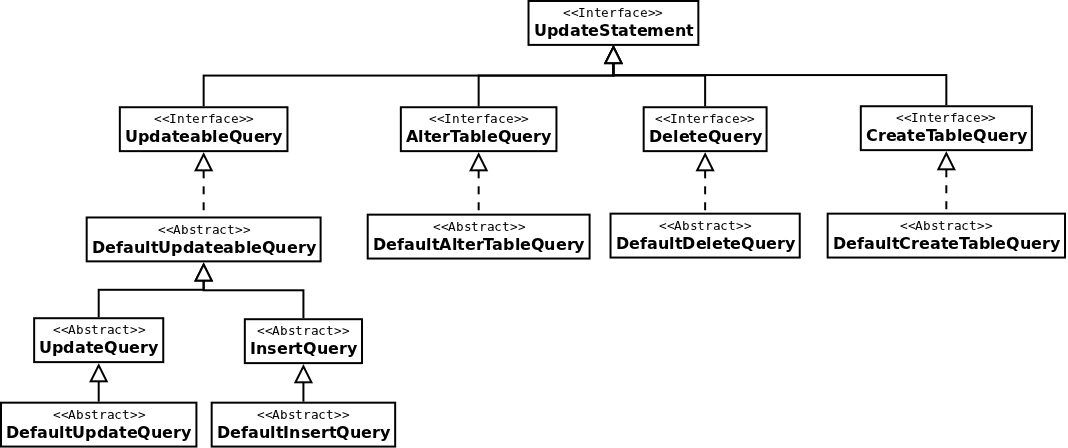 <<Interface>>
UpdateStatement
<<Interface>>
UpdateableQuery
<<Interface>>
AlterTableQuery
<<Interface>>
DeleteQuery
<<Interface>>
CreateTableQuery
<<Abstract>>
DefaultUpdateableQuery
<<Abstract>>
DefaultAlterTableQuery
<<Abstract>>
DefaultDeleteQuery
<<Abstract>>
DefaultCreateTableQuery
<<Abstract>>
UpdateQuery
<<Abstract>>
InsertQuery
<<Abstract>>
DefaultUpdateQuery
<<Abstract>>
DefaultInsertQuery